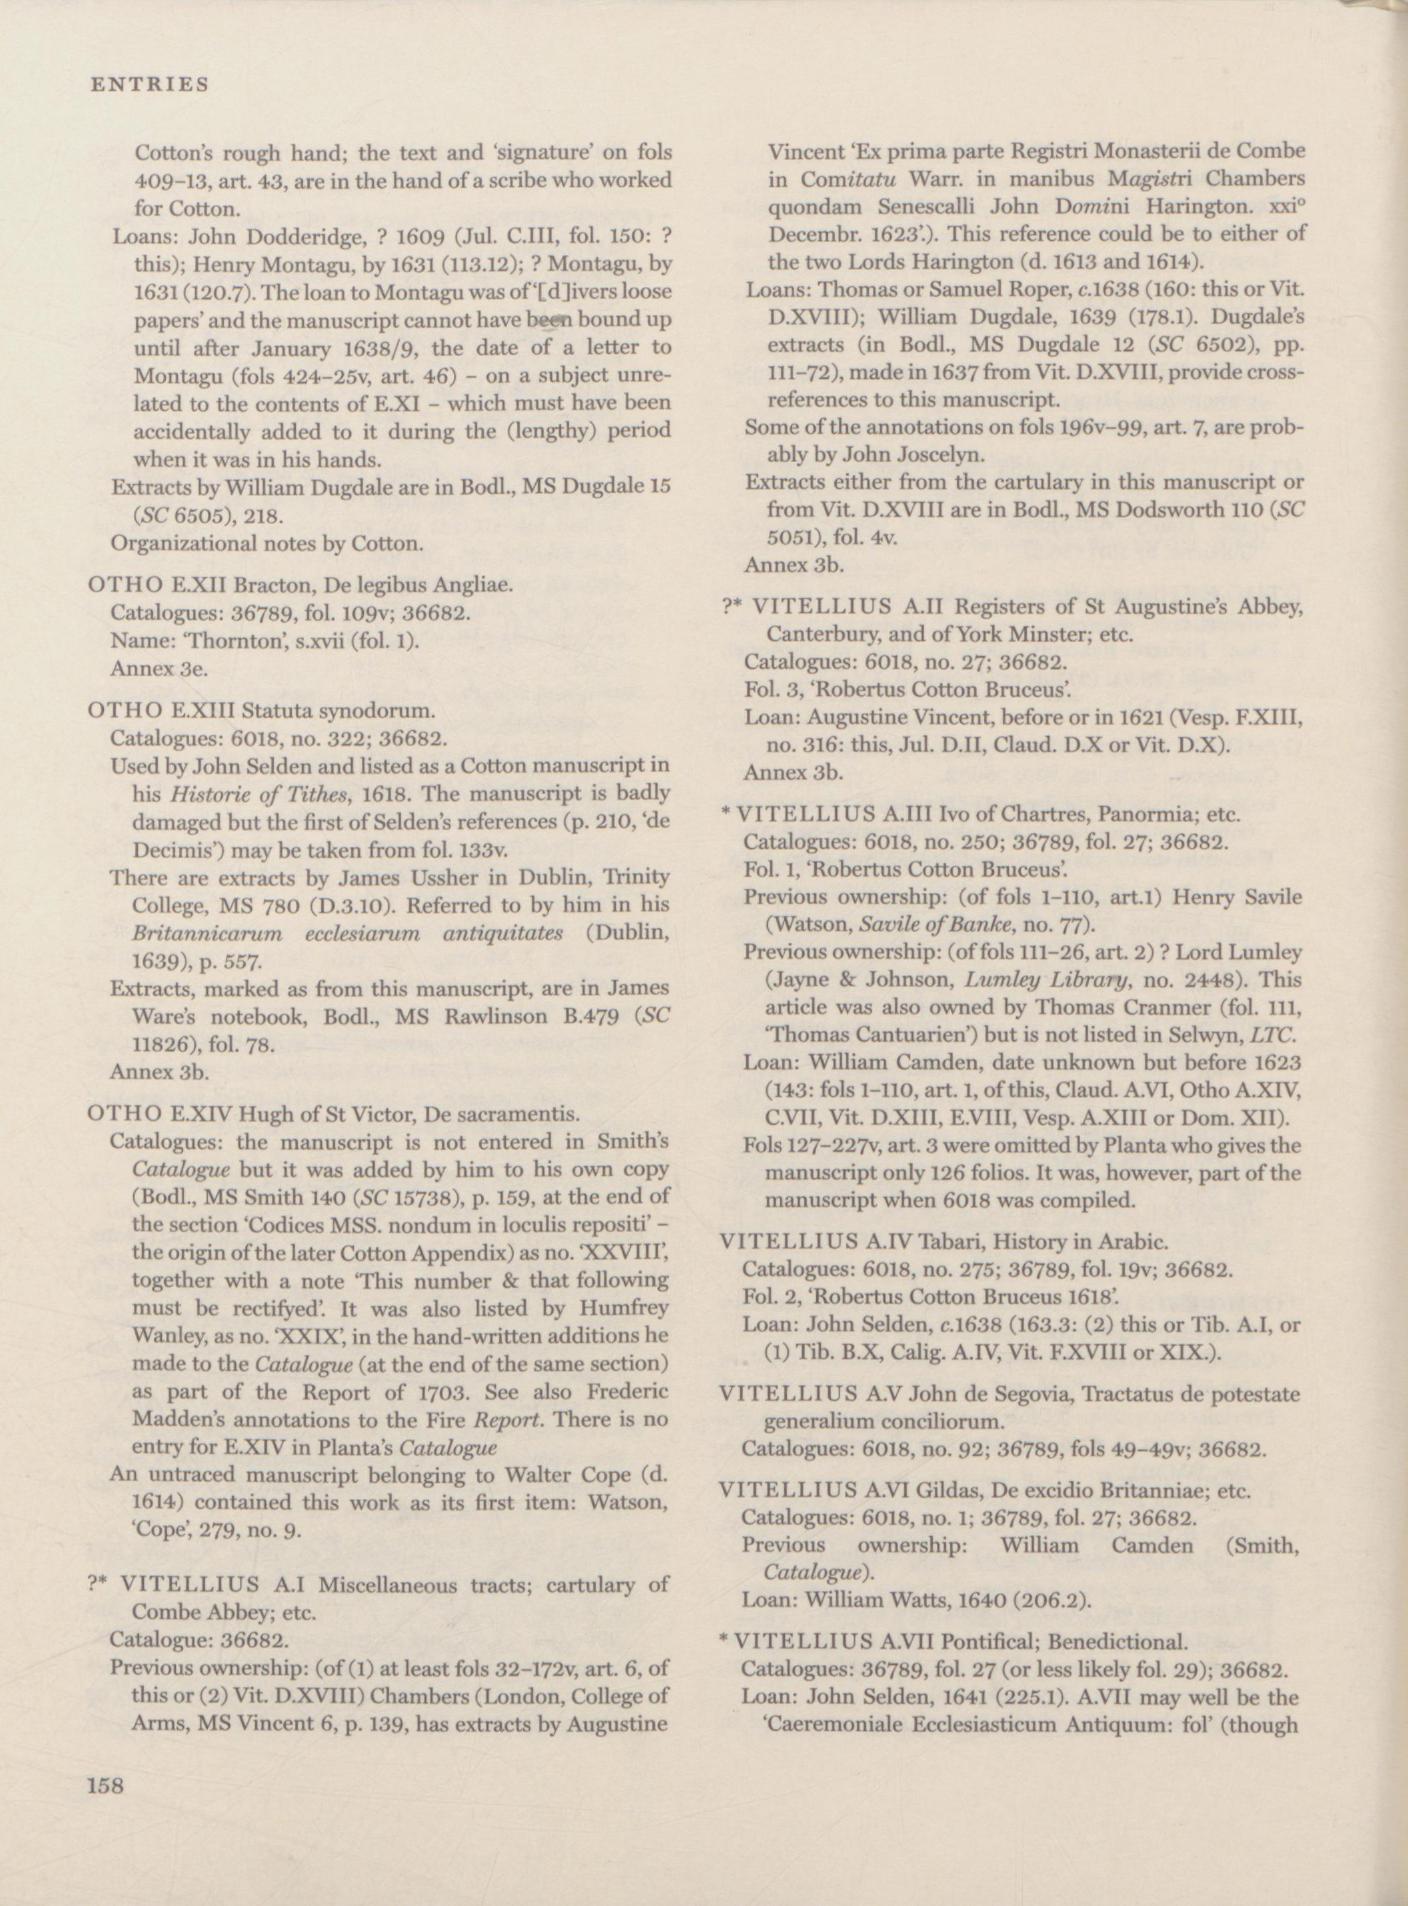 ENTRIES
Cotton's rough hand; the text and 'signature' on fols
409–13, art. 43, are in the hand of a scribe who worked
for Cotton.
Loans: John Dodderidge, ? 1609 (Jul. C.III, fol. 150: ?
this); Henry Montagu, by 1631 (113.12); ? Montagu, by
1631 (120.7). The loan to Montagu was of '[d]ivers loose
papers' and the manuscript cannot have been bound up
until after January 1638/9, the date of a letter to
Montagu (fols 424–25v, art. 46) – on a subject unre-
lated to the contents of E.XI – which must have been
accidentally added to it during the (lengthy) period
when it was in his hands.
Extracts by William Dugdale are in Bodl., MS Dugdale 15
(SC 6505), 218.
Organizational notes by Cotton.
OTHO E.XII Bracton, De legibus Angliae.
Catalogues: 36789, fol. 109v; 36682.
Name: 'Thornton', s.xvii (fol. 1).
Annex 3e.
OTHO E.XIII Statuta synodorum.
Catalogues: 6018, no. 322; 36682.
Used by John Selden and listed as a Cotton manuscript in
his Historie of Tithes, 1618. The manuscript is badly
damaged but the first of Selden's references (p. 210, 'de
Decimis') may be taken from fol. 133v.
There are extracts by James Ussher in Dublin, Trinity
College, MS 780 (D.3.10). Referred to by him in his
Britannicarum ecclesiarum antiquitates (Dublin,
1639), p. 557.
Extracts, marked as from this manuscript, are in James
Ware's notebook, Bodl., MS Rawlinson B.479 (SC
11826), fol. 78.
Annex 3b.
OTHO E.XIV Hugh of St Victor, De sacramentis.
Catalogues: the manuscript is not entered in Smith's
Catalogue but it was added by him to his own copy
(Bodl., MS Smith 140 (SC 15738), p. 159, at the end of
the section 'Codices MSS. nondum in loculis repositi' –
the origin of the later Cotton Appendix) as no. 'XXVIII',
together with a note 'This number & that following
must be rectifyed'. It was also listed by Humfrey
Wanley, as no. 'XXIX', in the hand-written additions he
made to the Catalogue (at the end of the same section)
as part of the Report of 1703. See also Frederic
Madden's annotations to the Fire Report. There is no
entry for E.XIV in Planta's Catalogue
An untraced manuscript belonging to Walter Cope (d.
1614) contained this work as its first item: Watson,
'Cope', 279, no. 9.
?* VITELLIUS A.I Miscellaneous tracts; cartulary of
Combe Abbey; etc.
Catalogue: 36682.
Previous ownership: (of (1) at least fols 32–172v, art. 6, of
this or (2) Vit. D.XVIII) Chambers (London, College of
Arms, MS Vincent 6, p. 139, has extracts by Augustine
Vincent 'Ex prima parte Registri Monasterii de Combe
in Comitatu Warr. in manibus Magistri Chambers
quondam Senescalli John Domini Harington. xxiº
Decembr. 1623'.). This reference could be to either of
the two Lords Harington (d. 1613 and 1614).
Loans: Thomas or Samuel Roper, c.1638 (160: this or Vit.
D.XVIII); William Dugdale, 1639 (178.1). Dugdale's
extracts (in Bodl., MS Dugdale 12 (SC 6502), pp.
111–72), made in 1637 from Vit. D.XVIII, provide cross-
references to this manuscript.
Some of the annotations on fols 196v–99, art. 7, are prob-
ably by John Joscelyn.
Extracts either from the cartulary in this manuscript or
from Vit. D.XVIII are in Bodl., MS Dodsworth 110 (SC
5051), fol. 4v.
Annex 3b.
?* VITELLIUS A.II Registers of St Augustine's Abbey,
Canterbury, and of York Minster; etc.
Catalogues: 6018, no. 27; 36682.
Fol. 3, 'Robertus Cotton Bruceus'.
Loan: Augustine Vincent, before or in 1621 (Vesp. F.XIII,
no. 316: this, Jul. D.II, Claud. D.X or Vit. D.X).
Annex 3b.
* VITELLIUS A.III Ivo of Chartres, Panormia; etc.
Catalogues: 6018, no. 250; 36789, fol. 27; 36682.
Fol. 1, 'Robertus Cotton Bruceus'.
Previous ownership: (of fols 1–110, art.1) Henry Savile
(Watson, Savile of Banke, no. 77).
Previous ownership: (of fols 111–26, art. 2) ? Lord Lumley
(Jayne & Johnson, Lumley Library, no. 2448). This
article was also owned by Thomas Cranmer (fol. 111,
'Thomas Cantuarien') but is not listed in Selwyn, LTC.
Loan: William Camden, date unknown but before 1623
(143: fols 1–110, art. 1, of this, Claud. A.VI, Otho A.XIV,
C.VII, Vit. D.XIII, E.VIII, Vesp. A.XIII or Dom. XII).
Fols 127–227v, art. 3 were omitted by Planta who gives the
manuscript only 126 folios. It was, however, part of the
manuscript when 6018 was compiled.
VITELLIUS A.IV Tabari, History in Arabic.
Catalogues: 6018, no. 275; 36789, fol. 19v; 36682.
Fol. 2, 'Robertus Cotton Bruceus 1618'.
Loan: John Selden, c.1638 (163.3: (2) this or Tib. A.I, or
(1) Tib. B.X, Calig. A.IV, Vit. F.XVIII or XIX.).
VITELLIUS A.V John de Segovia, Tractatus de potestate
generalium conciliorum.
Catalogues: 6018, no. 92; 36789, fols 49–49v; 36682.
VITELLIUS A.VI Gildas, De excidio Britanniae; etc.
Catalogues: 6018, no. 1; 36789, fol. 27; 36682.
Previous ownership: William Camden (Smith,
Catalogue).
Loan: William Watts, 1640 (206.2).
* VITELLIUS A.VII Pontifical; Benedictional.
Catalogues: 36789, fol. 27 (or less likely fol. 29); 36682.
Loan: John Selden, 1641 (225.1). A.VII may well be the
'Caeremoniale Ecclesiasticum Antiquum: fol' (though
158